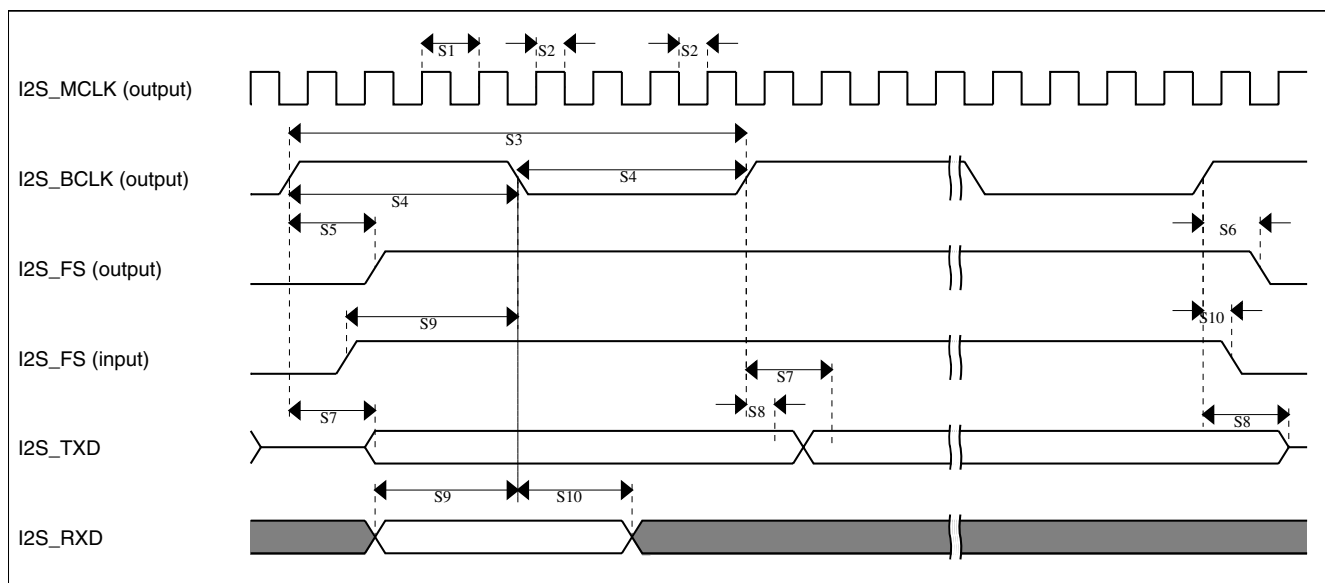 S1
S2
S2
I2S_MCLK (output)
S3
I2S_BCLK (output)
S4
S4
S5
S6
I2S_FS (output)
S9
S10
I2S_FS (input)
S7
S7
S8
S8
I2S_TXD
S9
S10
I2S_RXD